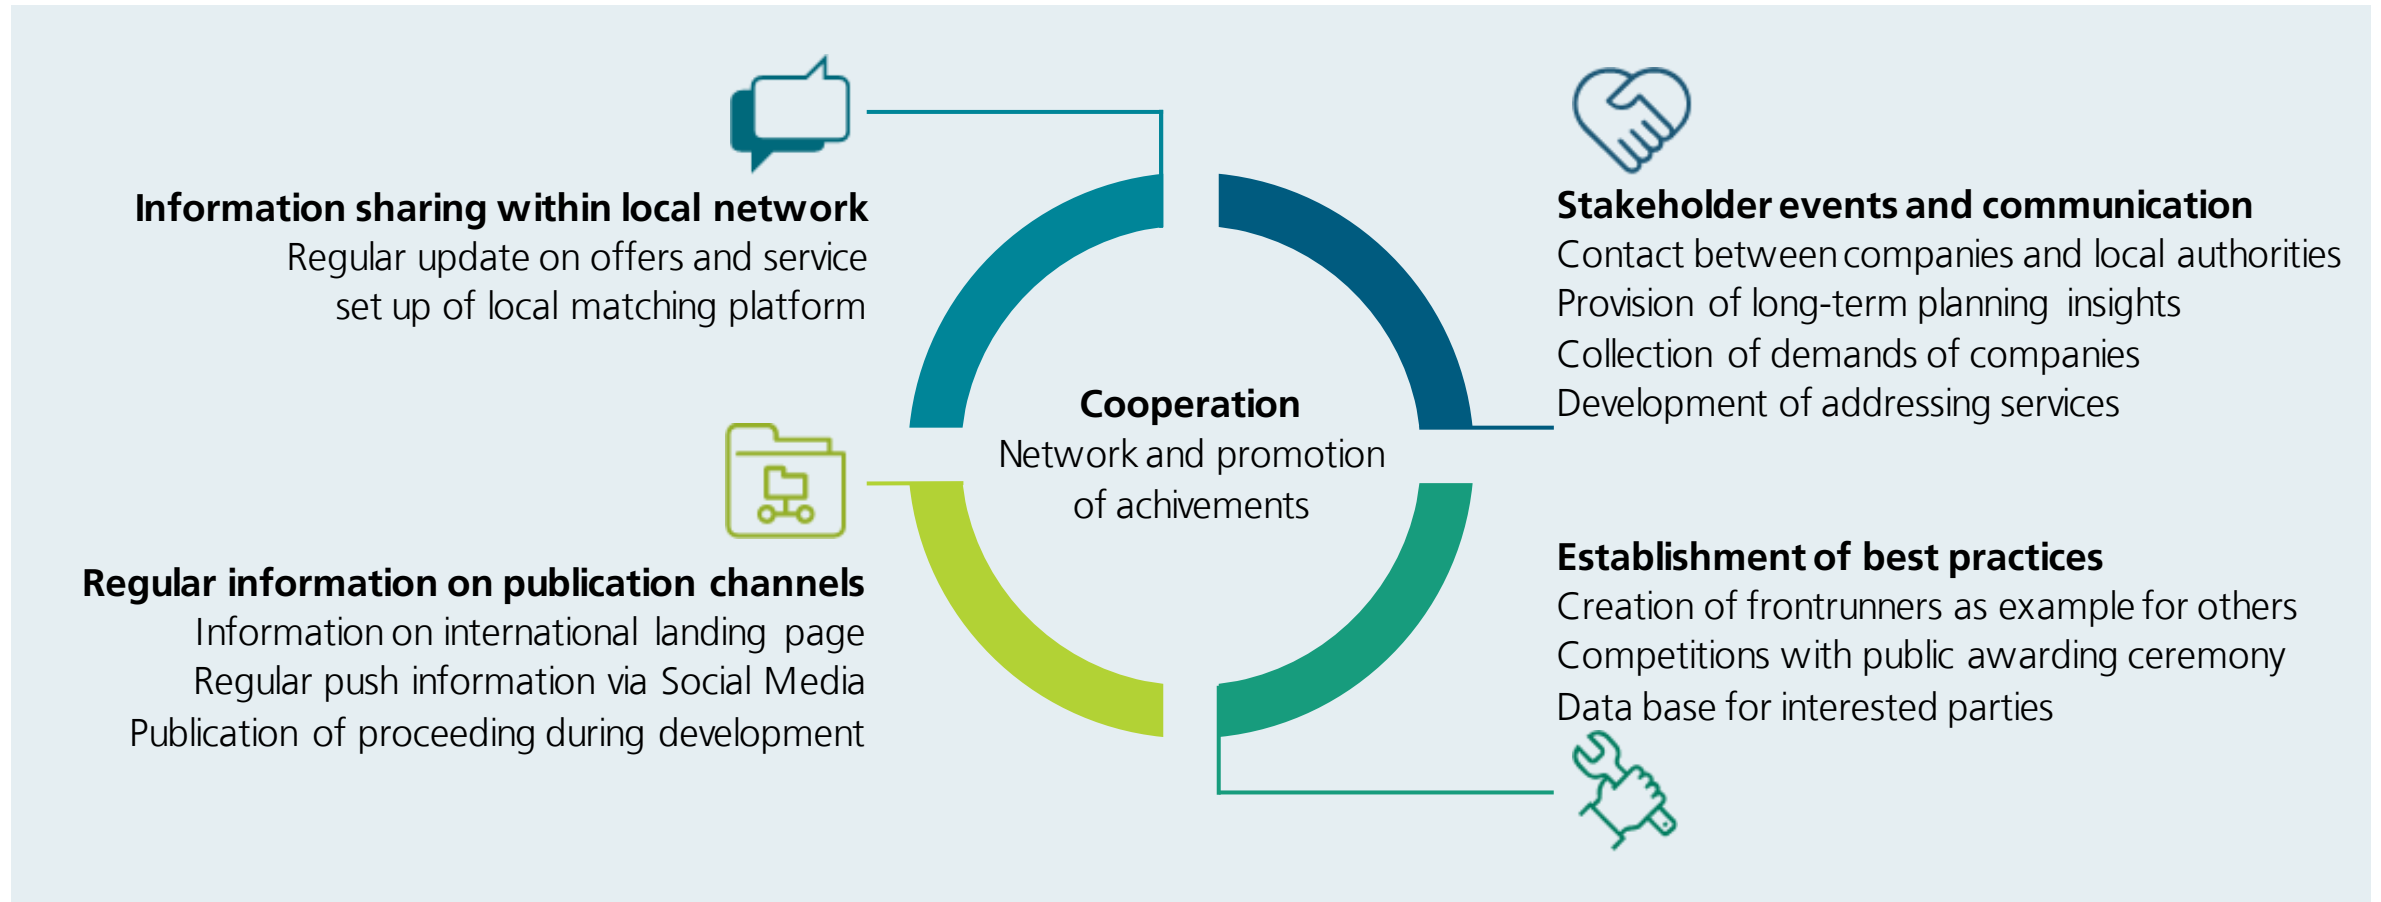 Information sharing within local network
Regular update on offers and service
set up of local matching platform
Stakeholder events and communication
Contact between companies and local authorities
Provision of long-term planning insights
Collection of demands of companies
Development of addressing services
Cooperation
Network and promotion
of achivements
Regular information on publication channels
Information on international landing page
Regular push information via Social Media
Publication of proceeding during development
Establishment of best practices
Creation of frontrunners as example for others
Competitions with public awarding ceremony
Data base for interested parties